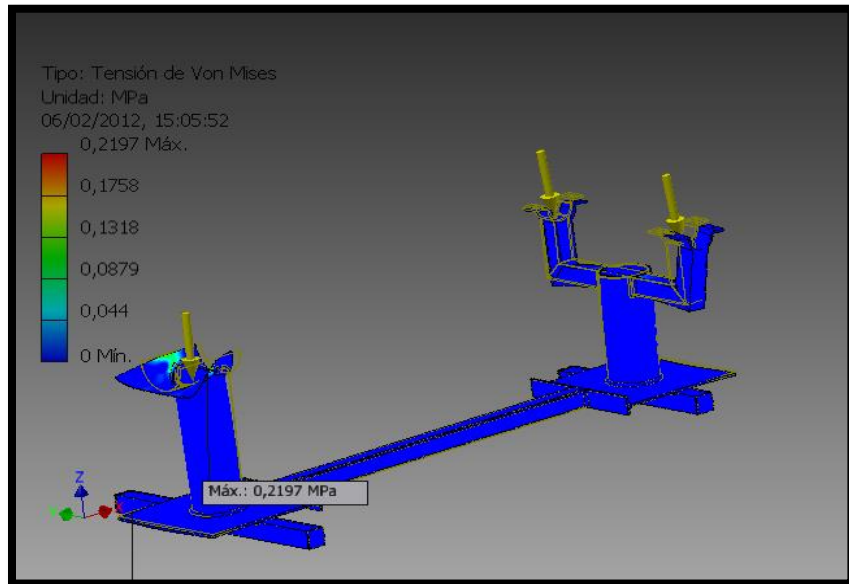 Tipo: Tensión de Von Mises
Unidad: MPa
06/02/2012, 15:05:52
0,2197 Máx.
0,1758
0,1318
0,0879
0,044
0 Mín.
Máx.: 0,2197 MPa
Z